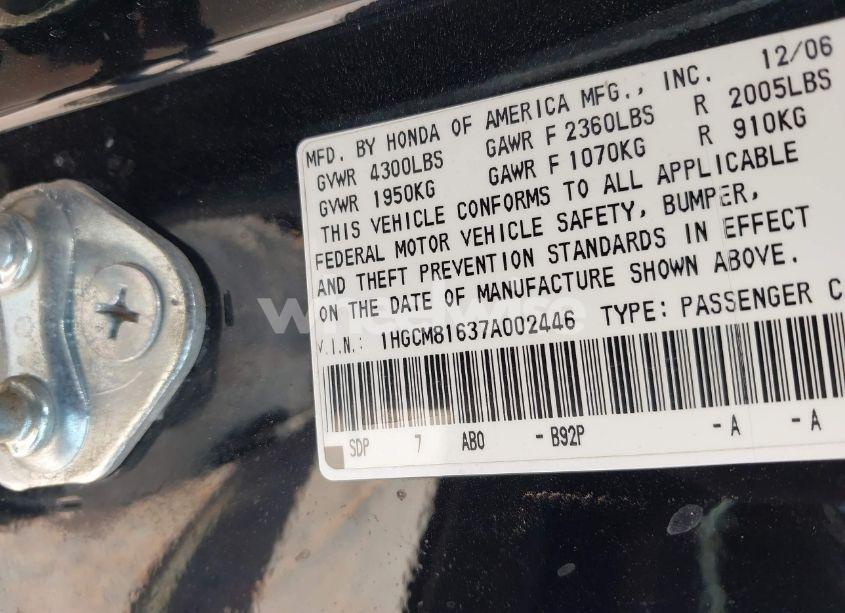 12/06
MFD. BY HONDA OF AMERICA MFG., INC.
GVWR 4300LBS GAWR F 2360LBS R 2005LBS
GVWR 1950KG GAWR F 1070KG R 910KG
THIS VEHICLE CONFORMS TO ALL APPLICABLE
FEDERAL MOTOR VEHICLE SAFETY, BUMPER,
AND THEFT PREVENTION STANDARDS IN EFFECT
ON THE DATE OF MANUFACTURE SHOWN ABOVE.
V.I.N.: 1HGCM81637A002446 TYPE: PASSENGER C
SDP 7 AB0 -B92P -A -A
wheelwise